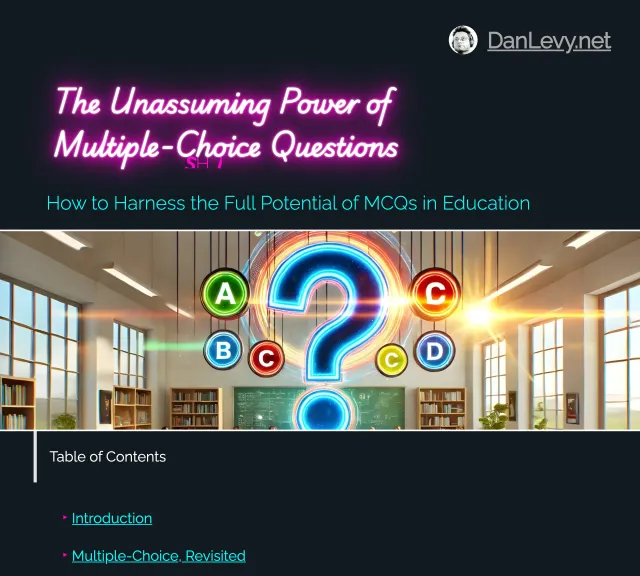 DanLevy.net
The Unassuming Power of
Multiple-Choice Questions
How to Harness the Full Potential of MCQs in Education
A
C
B
C
C
D
Table of Contents
Introduction
Multiple-Choice, Revisited